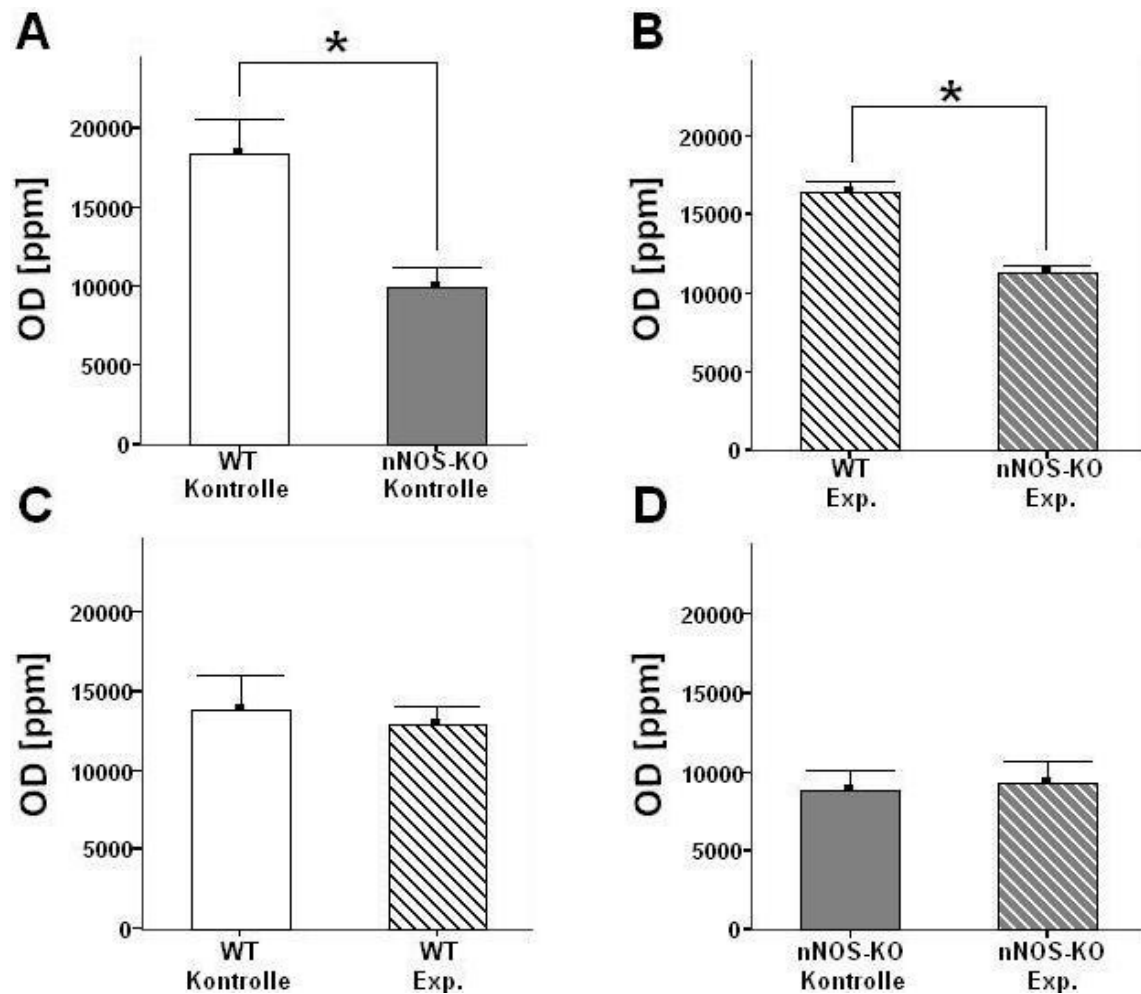 A
*
OD [ppm]
20000
15000
10000
5000
0
WT
Kontrolle
nNOS-KO
Kontrolle
B
*
OD [ppm]
20000
15000
10000
5000
0
WT
Exp.
nNOS-KO
Exp.
C
OD [ppm]
20000
15000
10000
5000
0
WT
Kontrolle
WT
Exp.
D
OD [ppm]
20000
15000
10000
5000
0
nNOS-KO
Kontrolle
nNOS-KO
Exp.